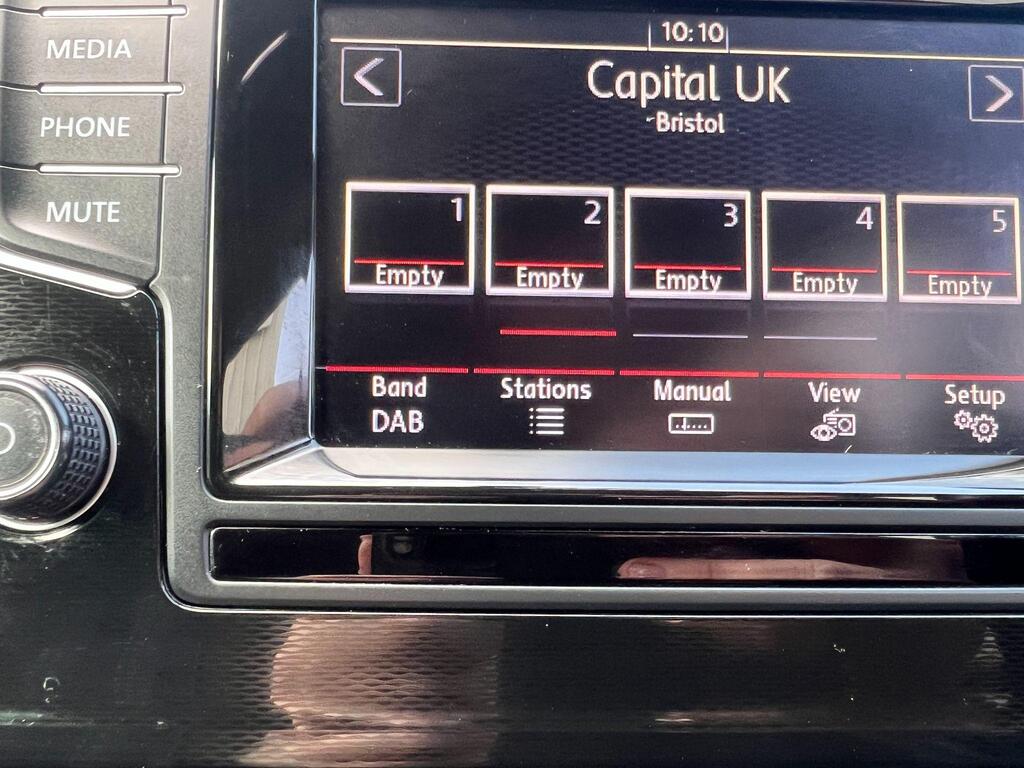 MEDIA
PHONE
MUTE
10:10
Capital UK
Bristol
1 2 3 4 5
Empty Empty Empty Empty Empty
Band Stations Manual View Setup
DAB